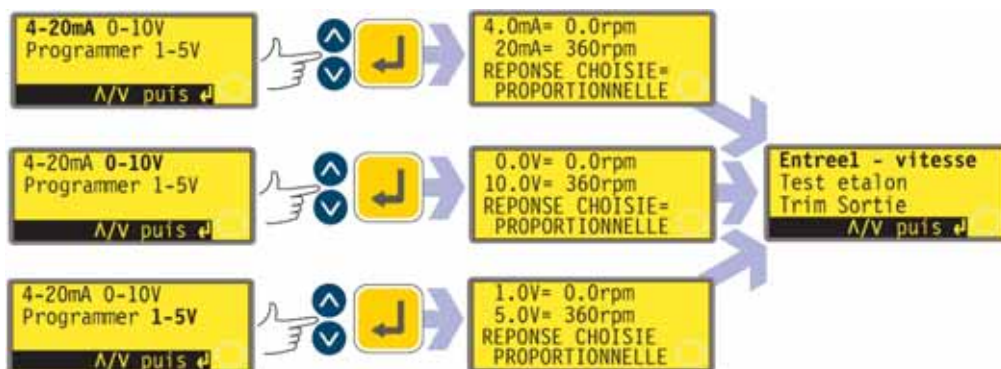 4-20mA 0-10V
Programmer 1-5V
Λ/V puis ↲
4.0mA= 0.0rpm
20mA= 360rpm
REPONSE CHOISIE=
PROPORTIONNELLE
4-20mA 0-10V
Programmer 1-5V
Λ/V puis ↲
0.0V= 0.0rpm
10.0V= 360rpm
REPONSE CHOISIE=
PROPORTIONNELLE
Entree1 - vitesse
Test etalon
Trim Sortie
Λ/V puis ↲
4-20mA 0-10V
Programmer 1-5V
Λ/V puis ↲
1.0V= 0.0rpm
5.0V= 360rpm
REPONSE CHOISIE
PROPORTIONNELLE